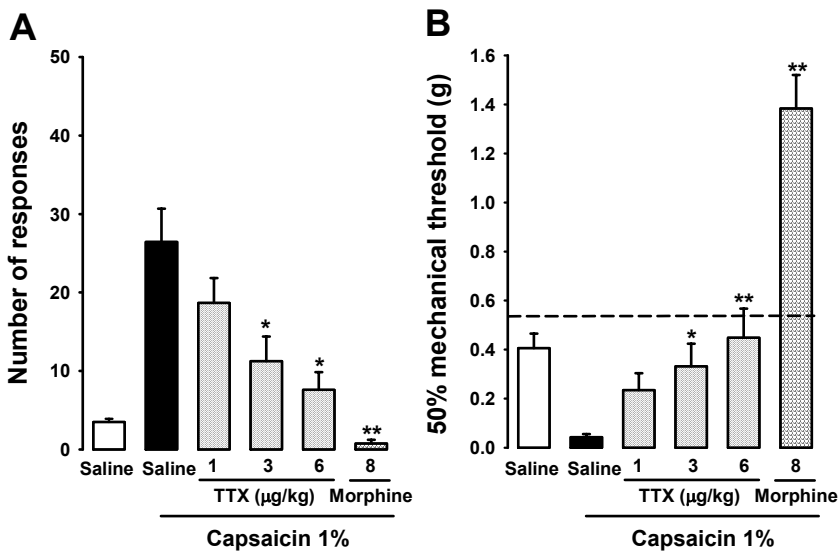 A
Number of responses
50
40
30
20
10
0
*
*
**
Saline
Saline
1
3
6
8
TTX (μg/kg)
Morphine
Capsaicin 1%
B
50% mechanical threshold (g)
1.6
1.4
1.2
1.0
0.8
0.6
0.4
0.2
0.0
*
**
**
Saline
Saline
1
3
6
8
TTX (μg/kg)
Morphine
Capsaicin 1%